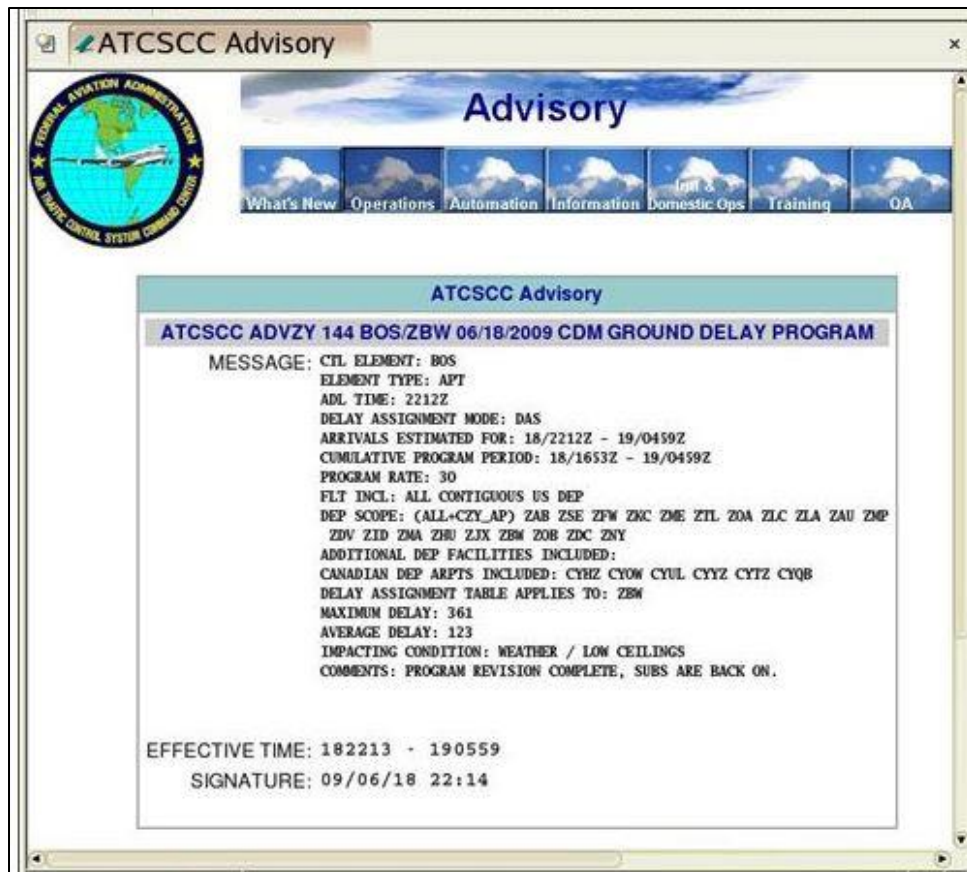 ATCSCC Advisory
FEDERAL AVIATION ADMINISTRATION
AIR TRAFFIC CONTROL SYSTEM COMMAND CENTER
Advisory
What's New Operations Automation Information Intl & Domestic Ops Training QA
ATCSCC Advisory
ATCSCC ADVZY 144 BOS/ZBW 06/18/2009 CDM GROUND DELAY PROGRAM
MESSAGE: CTL ELEMENT: BOS
ELEMENT TYPE: APT
ADL TIME: 2212Z
DELAY ASSIGNMENT MODE: DAS
ARRIVALS ESTIMATED FOR: 18/2212Z - 19/0459Z
CUMULATIVE PROGRAM PERIOD: 18/1653Z - 19/0459Z
PROGRAM RATE: 30
FLT INCL: ALL CONTIGUOUS US DEP
DEP SCOPE: (ALL+CZY_AP) ZAB ZSE ZFW ZKC ZME ZTL ZOA ZLC ZLA ZAU ZMP
ZDV ZID ZMA ZHU ZJX ZBW ZOB ZDC ZNY
ADDITIONAL DEP FACILITIES INCLUDED:
CANADIAN DEP ARPTS INCLUDED: CYHZ CYOW CYUL CYYZ CYTZ CYQB
DELAY ASSIGNMENT TABLE APPLIES TO: ZBW
MAXIMUM DELAY: 361
AVERAGE DELAY: 123
IMPACTING CONDITION: WEATHER / LOW CEILINGS
COMMENTS: PROGRAM REVISION COMPLETE, SUBS ARE BACK ON.
EFFECTIVE TIME: 182213 - 190559
SIGNATURE: 09/06/18 22:14